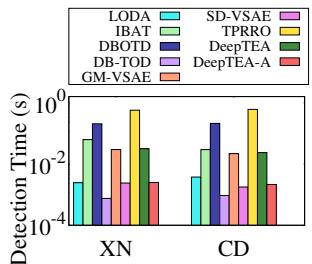 LODA
IBAT
DBOTD
DB-TOD
GM-VSAE
SD-VSAE
TPRRO
DeepTEA
DeepTEA-A
Detection Time (s)
10^0
10^-2
10^-4
XN
CD